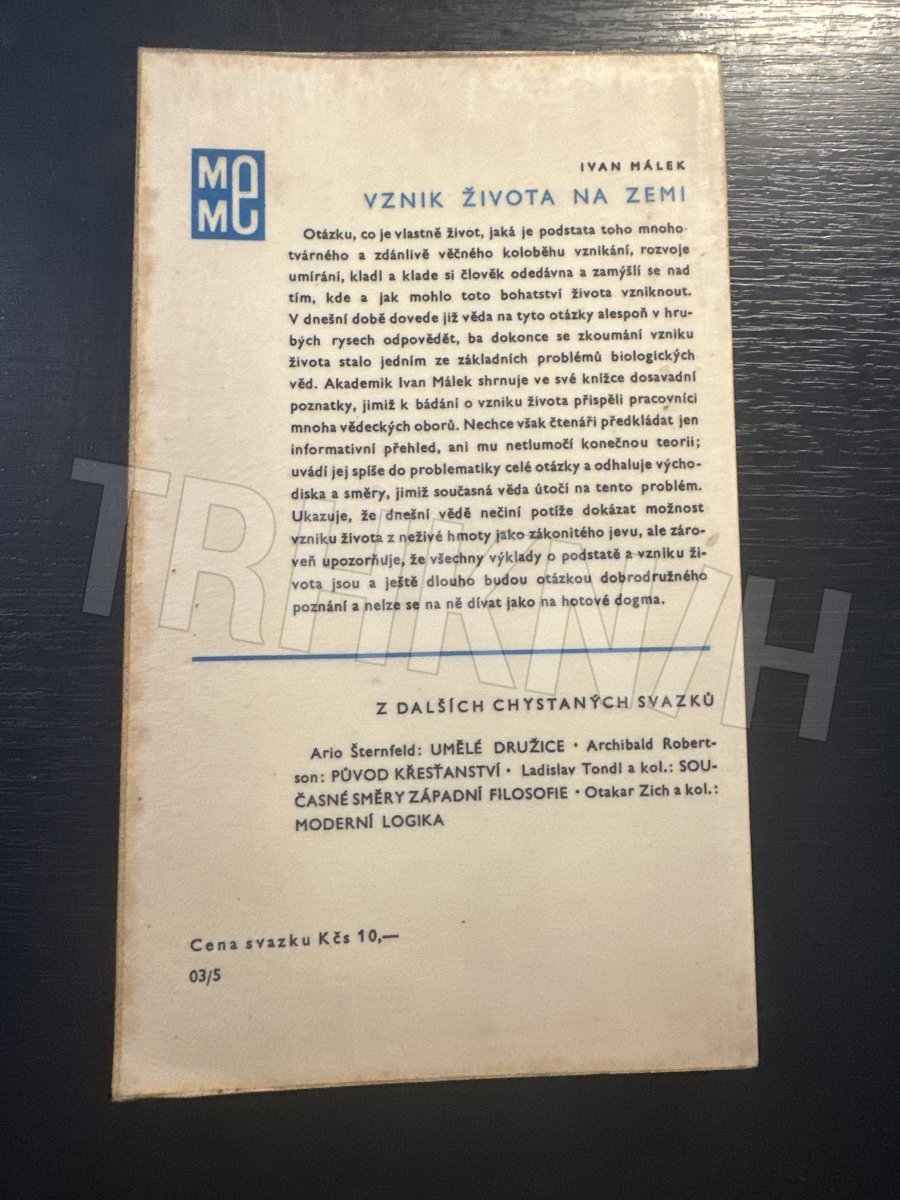 MeMe
IVAN MÁLEK
VZNIK ŽIVOTA NA ZEMI
Otázku, co je vlastně život, jaká je podstata toho mnoho-
tvárného a zdánlivě věčného koloběhu vznikání, rozvoje
umírání, kladl a klade si člověk odedávna a zamýšlí se nad
tím, kde a jak mohlo toto bohatství života vzniknout.
V dnešní době dovede již věda na tyto otázky alespoň v hru-
bých rysech odpovědět, ba dokonce se zkoumání vzniku
života stalo jedním ze základních problémů biologických
věd. Akademik Ivan Málek shrnuje ve své knížce dosavadní
poznatky, jimiž k bádání o vzniku života přispěli pracovníci
mnoha vědeckých oborů. Nechce však čtenáři předkládat jen
informativní přehled, ani mu netlumočí konečnou teorii;
uvádí jej spíše do problematiky celé otázky a odhaluje výcho-
diska a směry, jimiž současná věda útočí na tento problém.
Ukazuje, že dnešní vědě nečiní potíže dokázat možnost
vzniku života z neživé hmoty jako zákonitého jevu, ale záro-
veň upozorňuje, že všechny výklady o podstatě a vzniku ži-
vota jsou a ještě dlouho budou otázkou dobrodružného
poznání a nelze se na ně dívat jako na hotové dogma.
TRHKNIH
Z DALŠÍCH CHYSTANÝCH SVAZKŮ
Ario Šternfeld: UMĚLÉ DRUŽICE · Archibald Robert-
son: PŮVOD KŘESŤANSTVÍ · Ladislav Tondl a kol.: SOU-
ČASNÉ SMĚRY ZÁPADNÍ FILOSOFIE · Otakar Zich a kol.:
MODERNÍ LOGIKA
Cena svazku Kčs 10,—
03/5